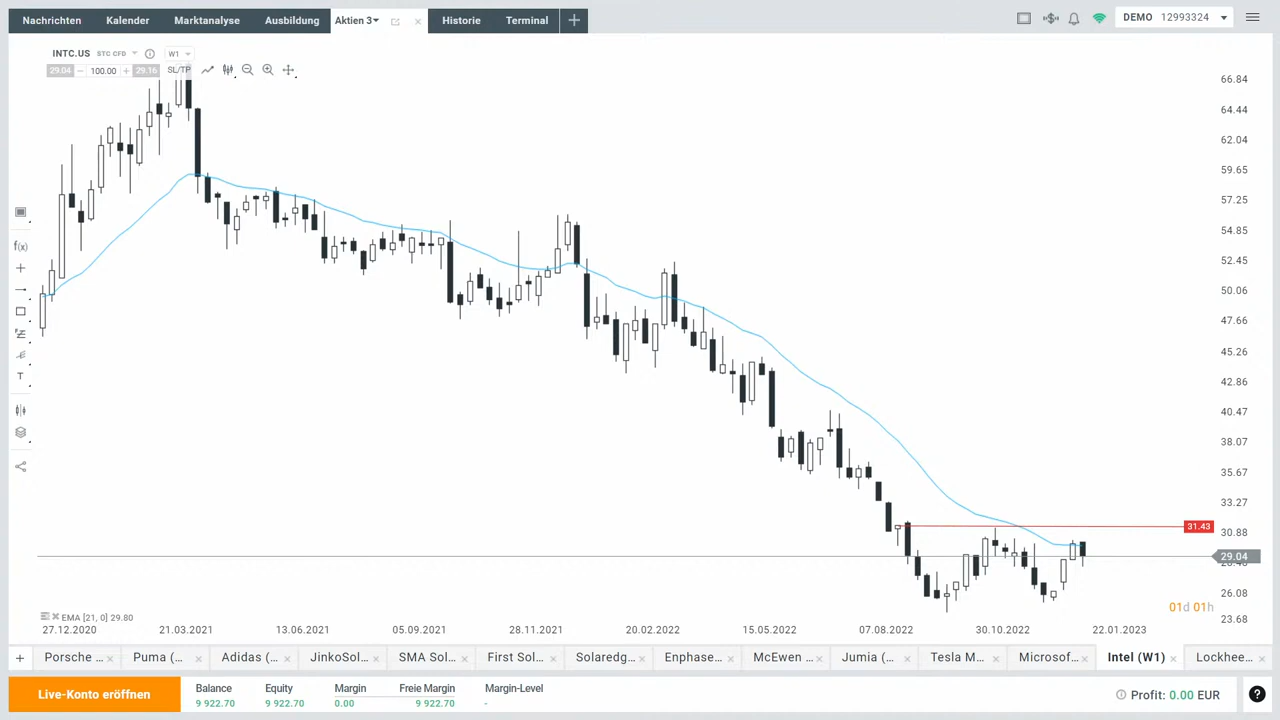 Nachrichten Kalender Marktanalyse Ausbildung Aktien 3 Historie Terminal DEMO 12993324
INTC.US STC CFD W1
29.04 100.00 29.16 SL/TP
66.84
64.44
62.04
59.65
57.25
54.85
52.45
50.06
47.66
45.26
42.86
40.47
38.07
35.67
33.27
31.43
30.88
29.04
26.08
23.68
f(x)
T
01d 01h
EMA [21, 0] 29.80
27.12.2020 21.03.2021 13.06.2021 05.09.2021 28.11.2021 20.02.2022 15.05.2022 07.08.2022 30.10.2022 22.01.2023
Porsche ... Puma (... Adidas (... JinkoSol... SMA Sol... First Sol... Solaredg... Enphase... McEwen ... Jumia (... Tesla M... Microsof... Intel (W1) Lockhee...
Live-Konto eröffnen
Balance Equity Margin Freie Margin Margin-Level
9 922.70 9 922.70 0.00 9 922.70 -
Profit: 0.00 EUR